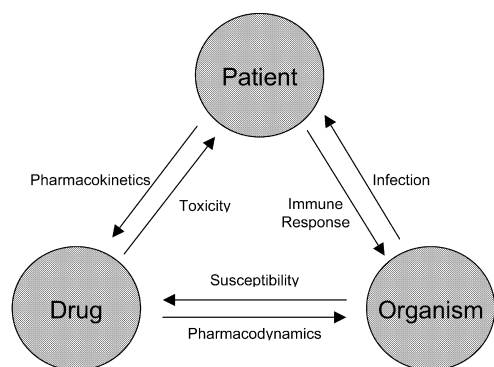 Patient
Pharmacokinetics
Toxicity
Immune
Response
Infection
Susceptibility
Drug
Organism
Pharmacodynamics